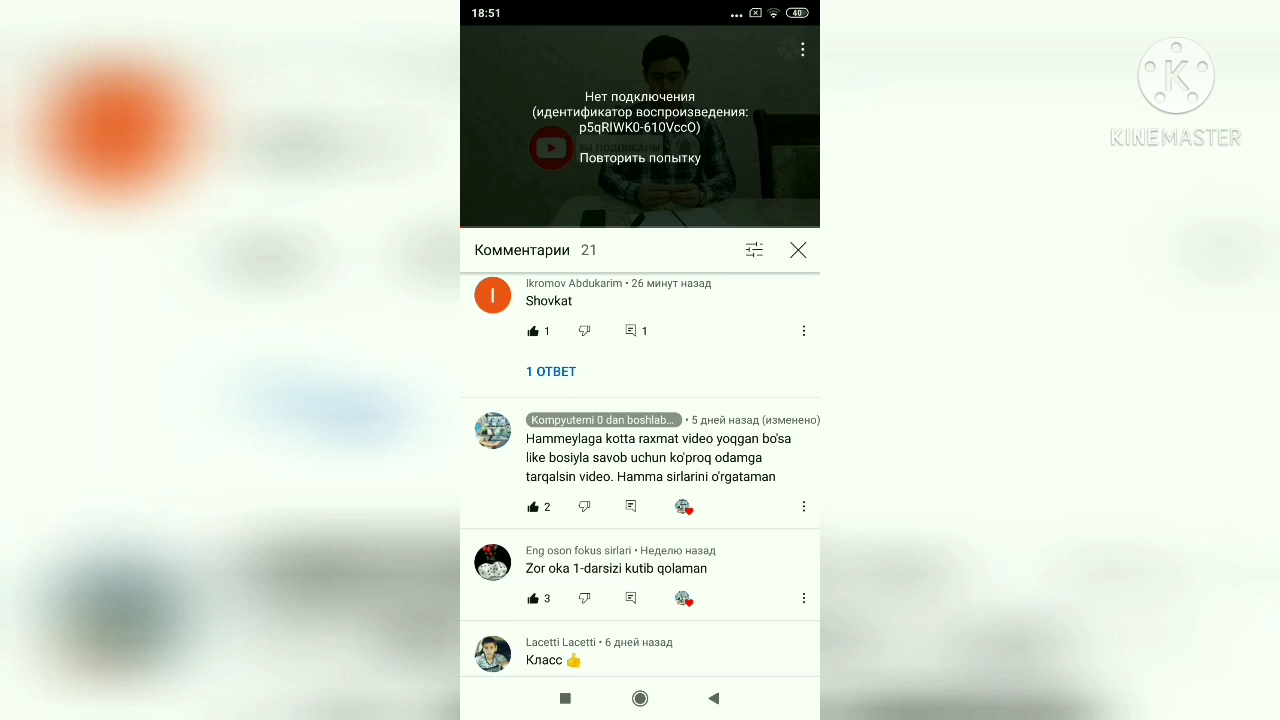 18:51
40
Нет подключения
(идентификатор воспроизведения:
p5qRIWK0-610VccO)
ВЫ ПОДПИСАНЫ
Повторить попытку
K
KINEMASTER
Комментарии 21
I
Ikromov Abdukarim • 26 минут назад
Shovkat
1 1
1 ОТВЕТ
Kompyuterni 0 dan boshlab... • 5 дней назад (изменено)
Hammeylaga kotta raxmat video yoqgan bo'sa
like bosiyla savob uchun ko'proq odamga
tarqalsin video. Hamma sirlarini o'rgataman
2
Eng oson fokus sirlari • Неделю назад
Zor oka 1-darsizi kutib qolaman
3
Lacetti Lacetti • 6 дней назад
Класс 👍